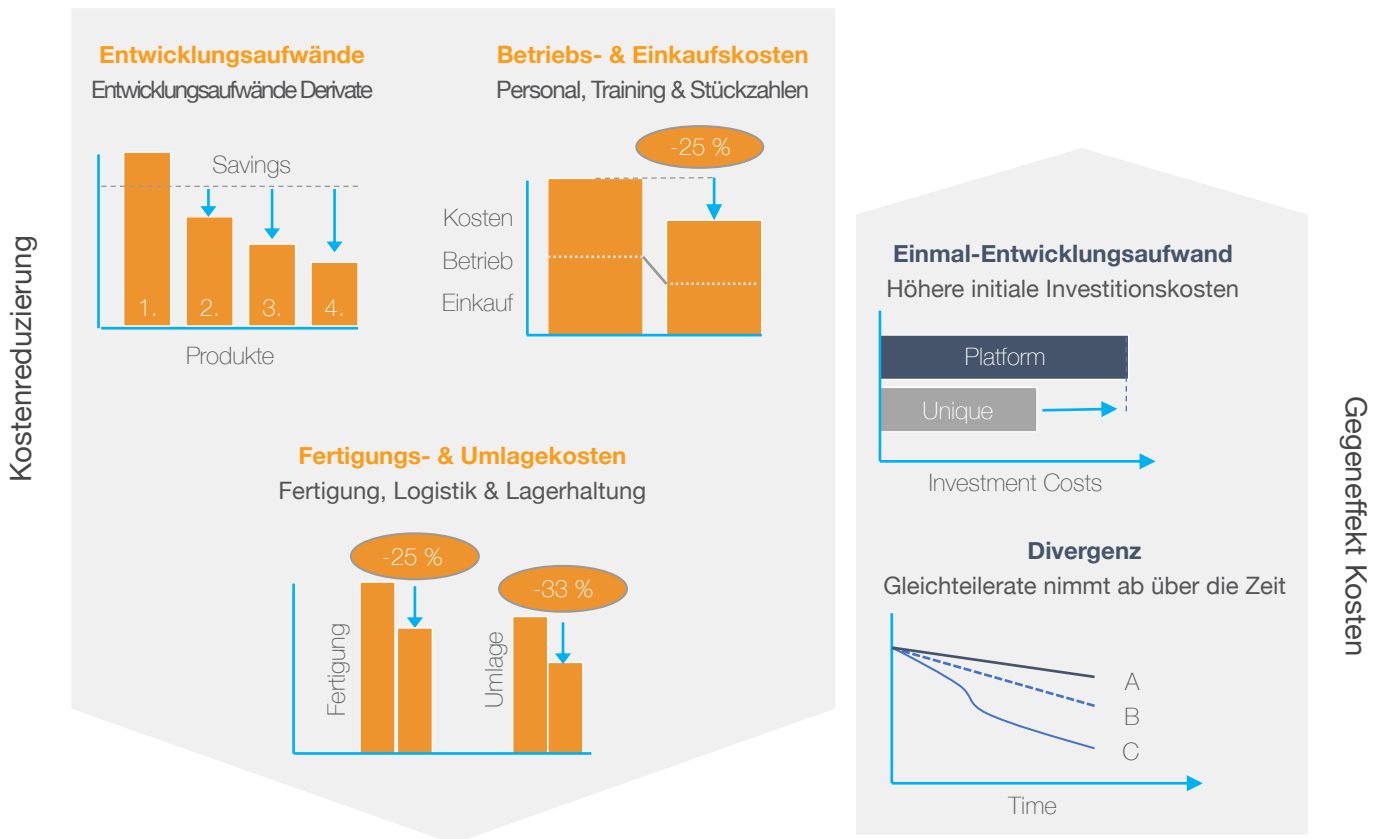 Kostenreduzierung
Entwicklungsaufwände
Entwicklungsaufwände Derivate
Savings
1.
2.
3.
4.
Produkte
Betriebs- & Einkaufskosten
Personal, Training & Stückzahlen
-25 %
Kosten
Betrieb
Einkauf
Fertigungs- & Umlagekosten
Fertigung, Logistik & Lagerhaltung
-25 %
-33 %
Fertigung
Umlage
Einmal-Entwicklungsaufwand
Höhere initiale Investitionskosten
Platform
Unique
Investment Costs
Divergenz
Gleichteilerate nimmt ab über die Zeit
A
B
C
Time
Gegeneffekt Kosten